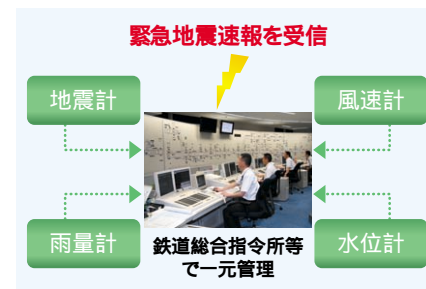 緊急地震速報を受信
地震計
風速計
雨量計
水位計
鉄道総合指令所等
で一元管理